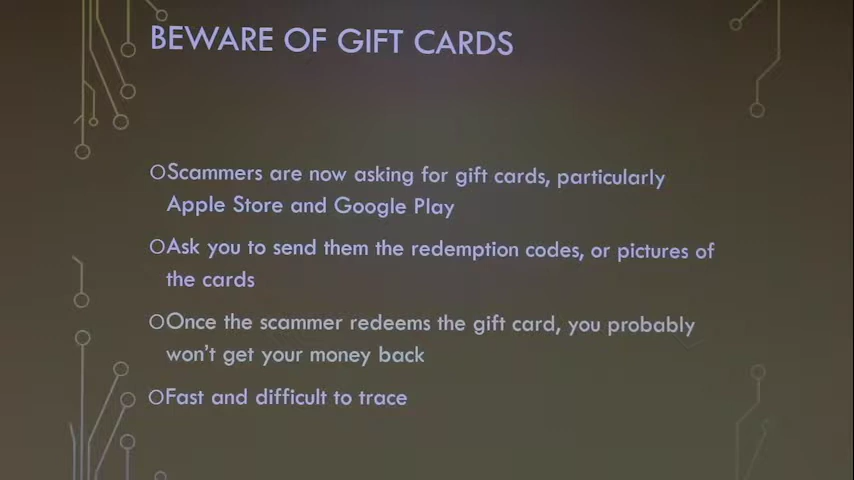 BEWARE OF GIFT CARDS
Scammers are now asking for gift cards, particularly
Apple Store and Google Play
Ask you to send them the redemption codes, or pictures of
the cards
Once the scammer redeems the gift card, you probably
won't get your money back
Fast and difficult to trace